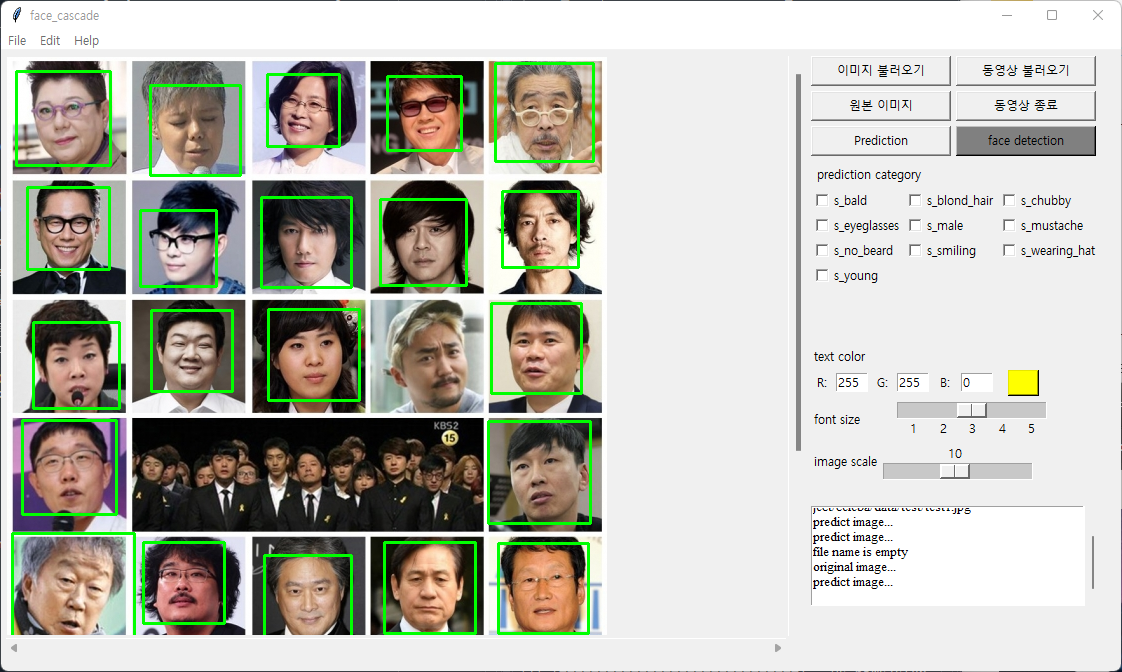 face_cascade
File Edit Help
이미지 불러오기 동영상 불러오기
원본 이미지 동영상 종료
Prediction face detection
prediction category
s_bald s_blond_hair s_chubby
s_eyeglasses s_male s_mustache
s_no_beard s_smiling s_wearing_hat
s_young
text color
R: 255 G: 255 B: 0
font size
1 2 3 4 5
10
image scale
KBS2
15
ject/celeba/data/test/test1.jpg
predict image...
predict image...
file name is empty
original image...
predict image...